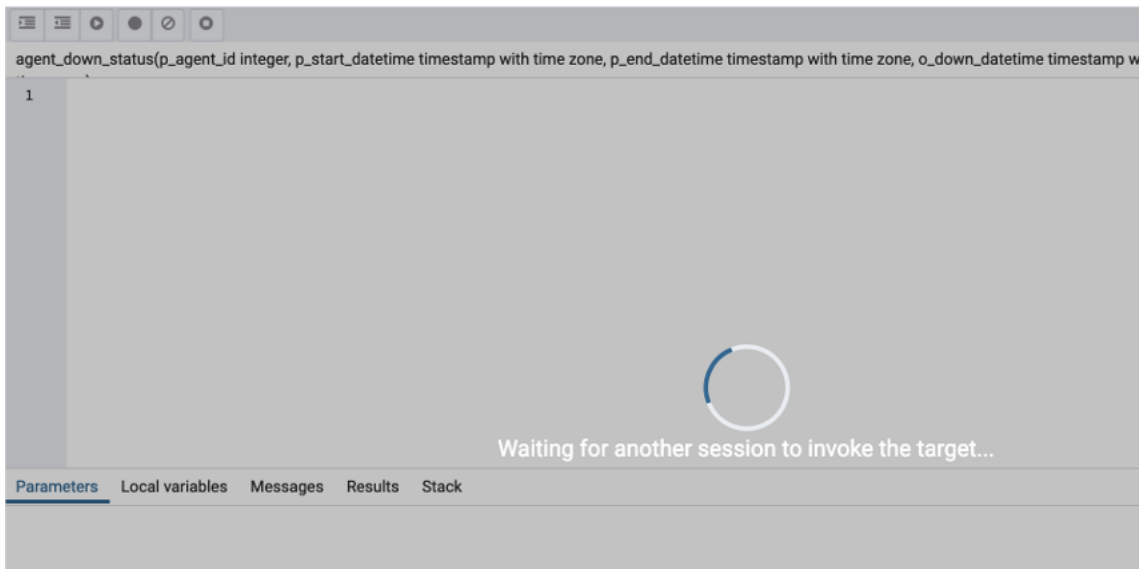 agent_down_status(p_agent_id integer, p_start_datetime timestamp with time zone, p_end_datetime timestamp with time zone, o_down_datetime timestamp
1
Waiting for another session to invoke the target...
Parameters Local variables Messages Results Stack